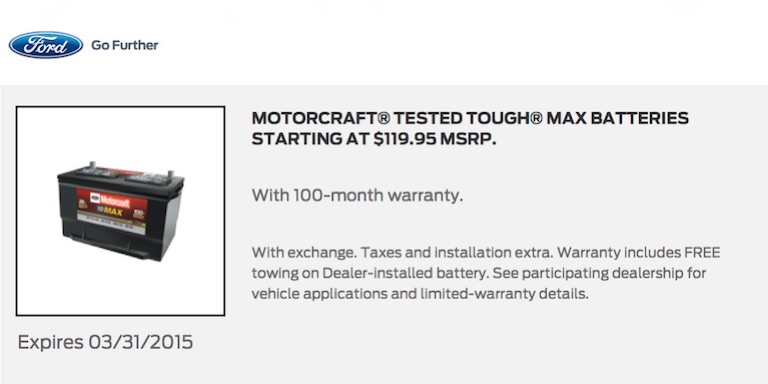 Ford
Go Further
MOTORCRAFT® TESTED TOUGH® MAX BATTERIES
STARTING AT $119.95 MSRP.
Motorcraft
MAX
100
With 100-month warranty.
With exchange. Taxes and installation extra. Warranty includes FREE
towing on Dealer-installed battery. See participating dealership for
vehicle applications and limited-warranty details.
Expires 03/31/2015